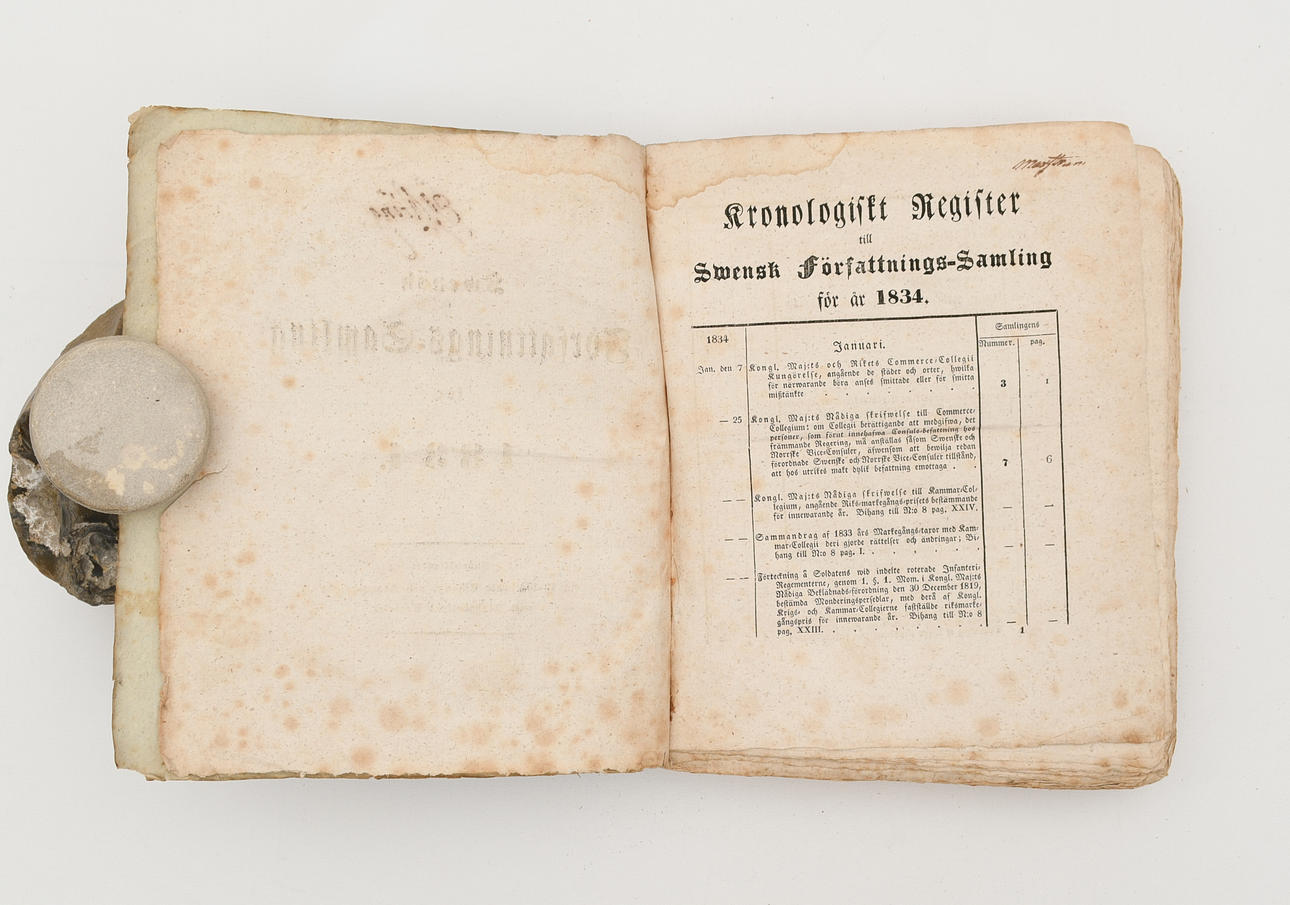 Kronologiskt Register
till
Swensk Författnings-Samling
för år 1834.
1834
Januari.
Samlingens
Nummer. pag.
Jan. den 7 Kongl. Maj:ts och Rikets Commerce-Collegii
Kungörelse, angående de städer och orter, hwilka
för närwarande böra anses smittade eller för smitta
misstänkte . . . . . . 3 1
— 25 Kongl. Maj:ts Nådiga skrifwelse till Commerce-
Collegium: om Collegii berättigande att medgifwa, det
personer, som förut innehafwa Consuls-befattning hos
främmande Regering, må anställas såsom Swenske och
Norrske Vice-Consuler, äfwensom att bewilja redan
förordnade Swenske och Norrske Vice-Consuler tillstånd,
att hos utrikes makt dylik befattning emottaga . . 7 6
— — Kongl. Maj:ts Nådiga skrifwelse till Kammar-Col-
legium, angående Riks-markegångs-prisets bestämmande
för innewarande år. Bihang till N:o 8 pag. XXIV. — —
— — Sammandrag af 1833 års Markegångs-taxor med Kam-
mar-Collegii deri gjorde rättelser och ändringar; Bi-
hang till N:o 8 pag. I. . . . . . . — —
— — Förteckning å Soldatens wid indelte roterade Infanteri-
Regementerne, genom 1. §. 1. Mom. i Kongl. Maj:ts
Nådiga Beklädnads-förordning den 30 December 1819,
bestämda Monderingspersedlar, med derå af Kongl.
Krigs- och Kammar-Collegierne fastställde riksmarke-
gångspris för innewarande år. Bihang till N:o 8
pag. XXIII. . . . . . . . — —
1